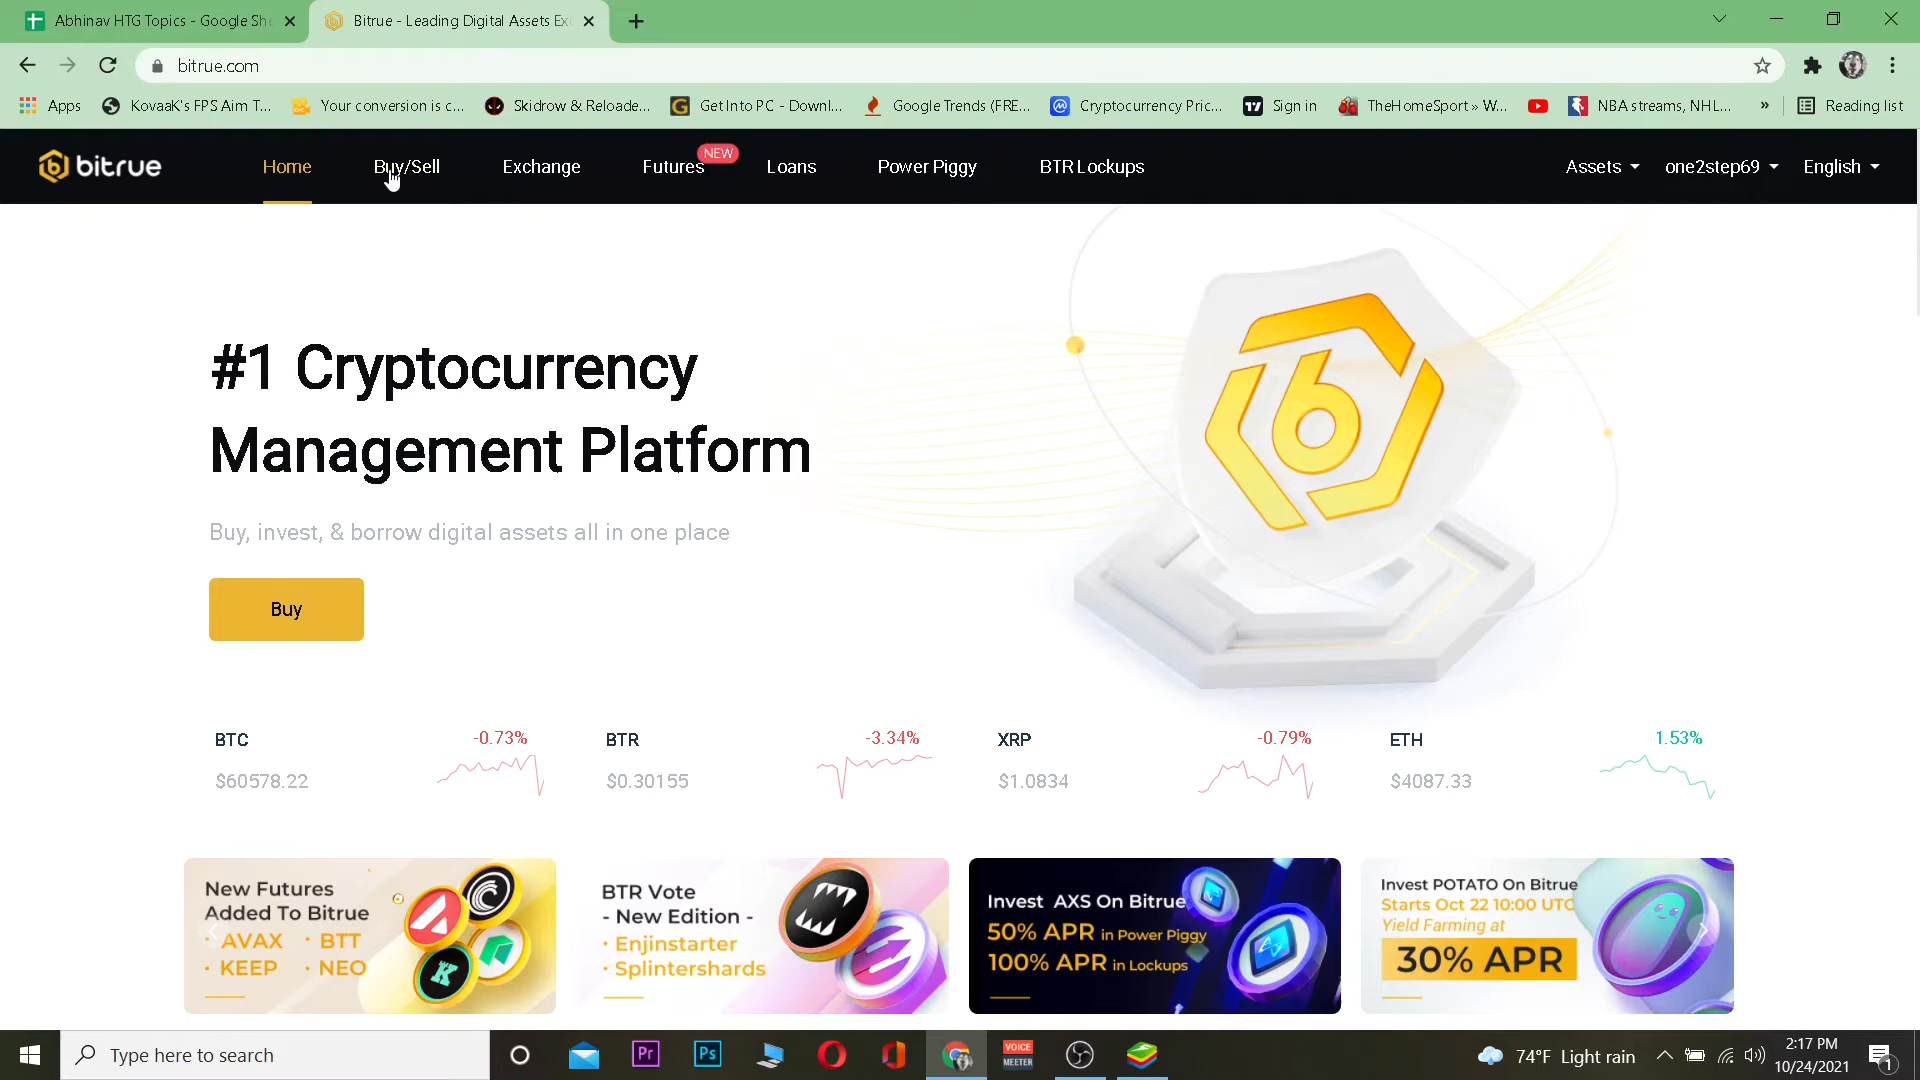 Abhinav HTG Topics - Google She
Bitrue - Leading Digital Assets Ex
bitrue.com
Apps
KovaaK's FPS Aim T...
Your conversion is c...
Skidrow & Reloade...
Get Into PC - Downl...
Google Trends (FRE...
Cryptocurrency Pric...
Sign in
TheHomeSport » W...
NBA streams, NHL...
»
Reading list
bitrue
Home
Buy/Sell
Exchange
Futures
NEW
Loans
Power Piggy
BTR Lockups
Assets
one2step69
English
#1 Cryptocurrency
Management Platform
Buy, invest, & borrow digital assets all in one place
Buy
BTC
-0.73%
$60578.22
BTR
-3.34%
$0.30155
XRP
-0.79%
$1.0834
ETH
1.53%
$4087.33
New Futures
Added To Bitrue
· AVAX · BTT
· KEEP · NEO
BTR Vote
- New Edition -
· Enjinstarter
· Splintershards
Invest AXS On Bitrue
50% APR in Power Piggy
100% APR in Lockups
Invest POTATO On Bitrue
Starts Oct 22 10:00 UTC
Yield Farming at
30% APR
Type here to search
Pr
Ps
VOICE
MEETER
74°F Light rain
2:17 PM
10/24/2021
1